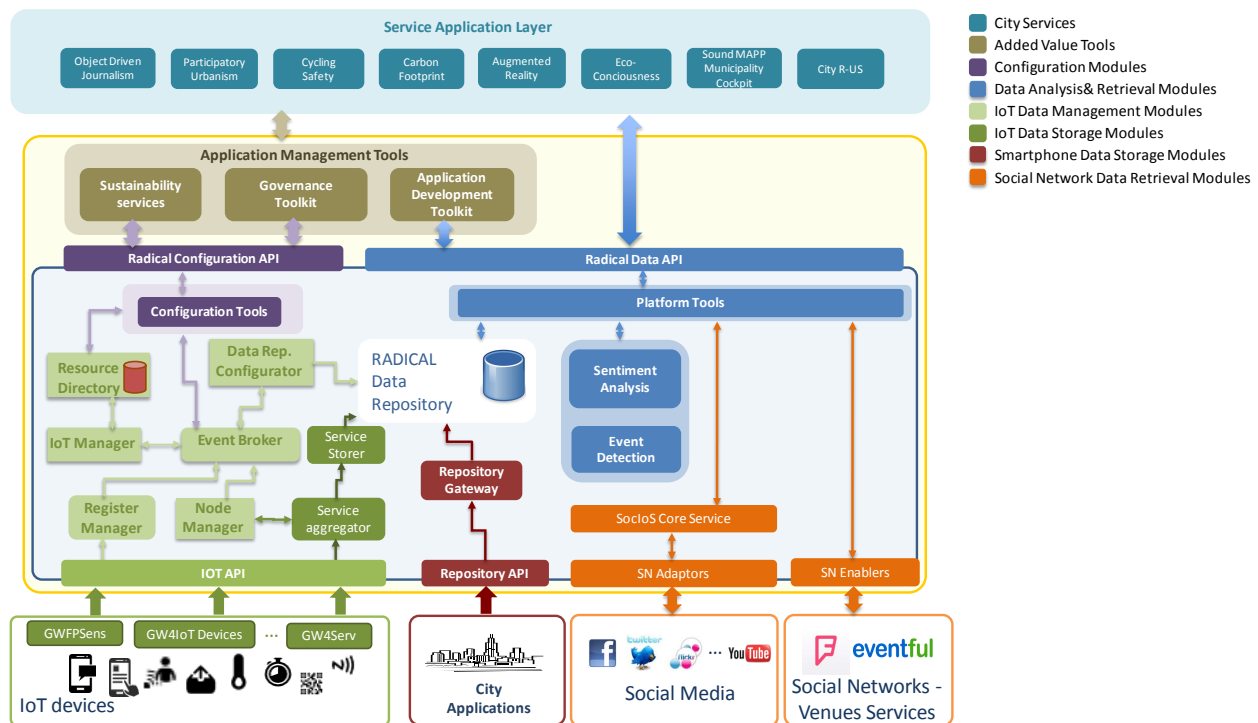 Service Application Layer
Object Driven
Journalism
Participatory
Urbanism
Cycling
Safety
Carbon
Footprint
Augmented
Reality
Eco-
Conciousness
Sound MAPP
Municipality
Cockpit
City R-US
City Services
Added Value Tools
Configuration Modules
Data Analysis& Retrieval Modules
IoT Data Management Modules
IoT Data Storage Modules
Smartphone Data Storage Modules
Social Network Data Retrieval Modules
Application Management Tools
Sustainability
services
Governance
Toolkit
Application
Development
Toolkit
Radical Configuration API
Radical Data API
Configuration Tools
Platform Tools
Resource
Directory
Data Rep.
Configurator
RADICAL
Data
Repository
Sentiment
Analysis
Event
Detection
IoT Manager
Event Broker
Service
Storer
Repository
Gateway
Register
Manager
Node
Manager
Service
aggregator
SocIoS Core Service
IOT API
Repository API
SN Adaptors
SN Enablers
GWFPSens
GW4IoT Devices
...
GW4Serv
IoT devices
City
Applications
twitter
flickr
... YouTube
Social Media
eventful
Social Networks -
Venues Services